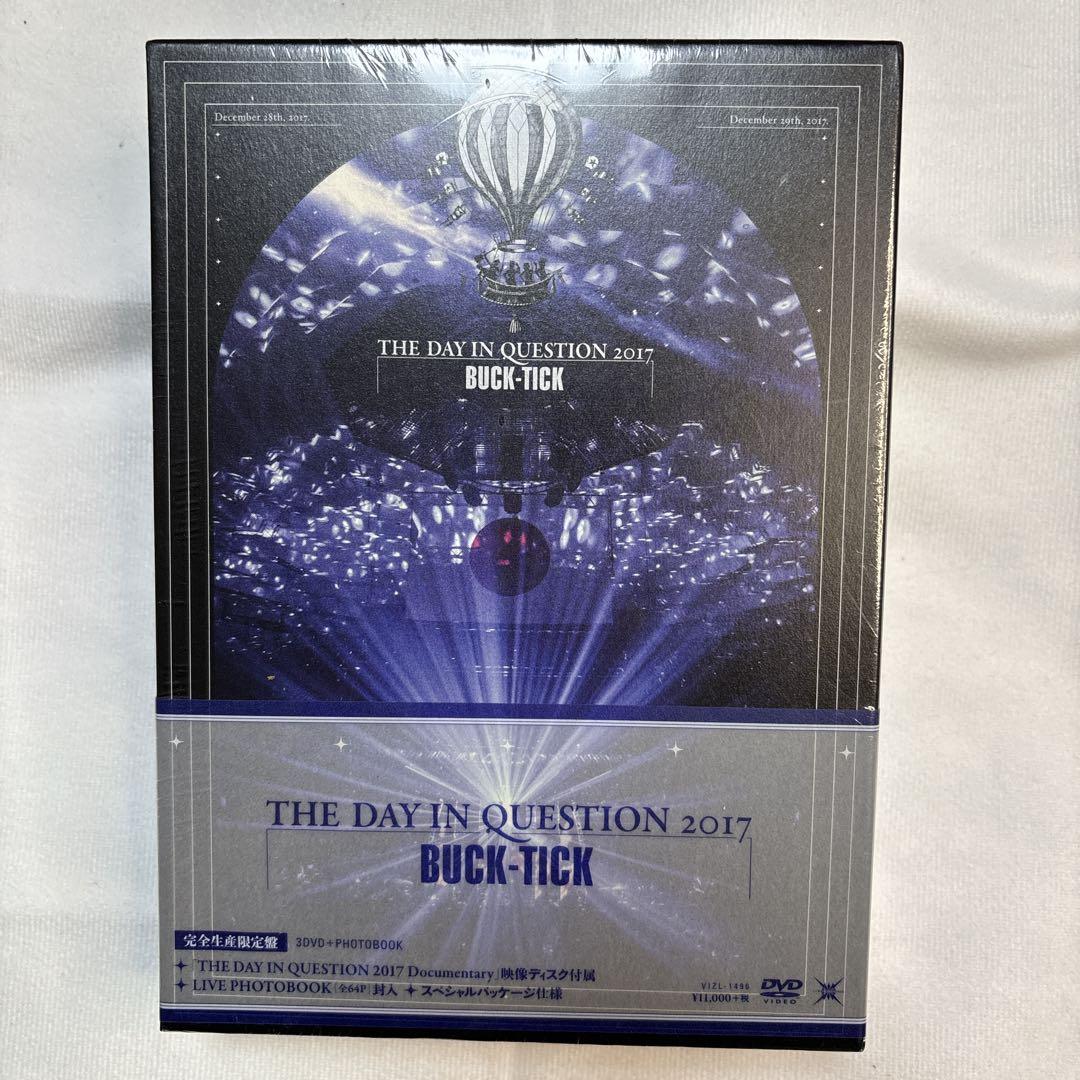 December 28th, 2017.
December 29th, 2017.
THE DAY IN QUESTION 2017
BUCK-TICK
THE DAY IN QUESTION 2017
BUCK-TICK
完全生産限定盤 3DVD+PHOTOBOOK
「THE DAY IN QUESTION 2017 Documentary」映像ディスク付属
LIVE PHOTOBOOK(全64P)封入 スペシャルパッケージ仕様
VIZL-1496
¥11,000+税
DVD
VIDEO